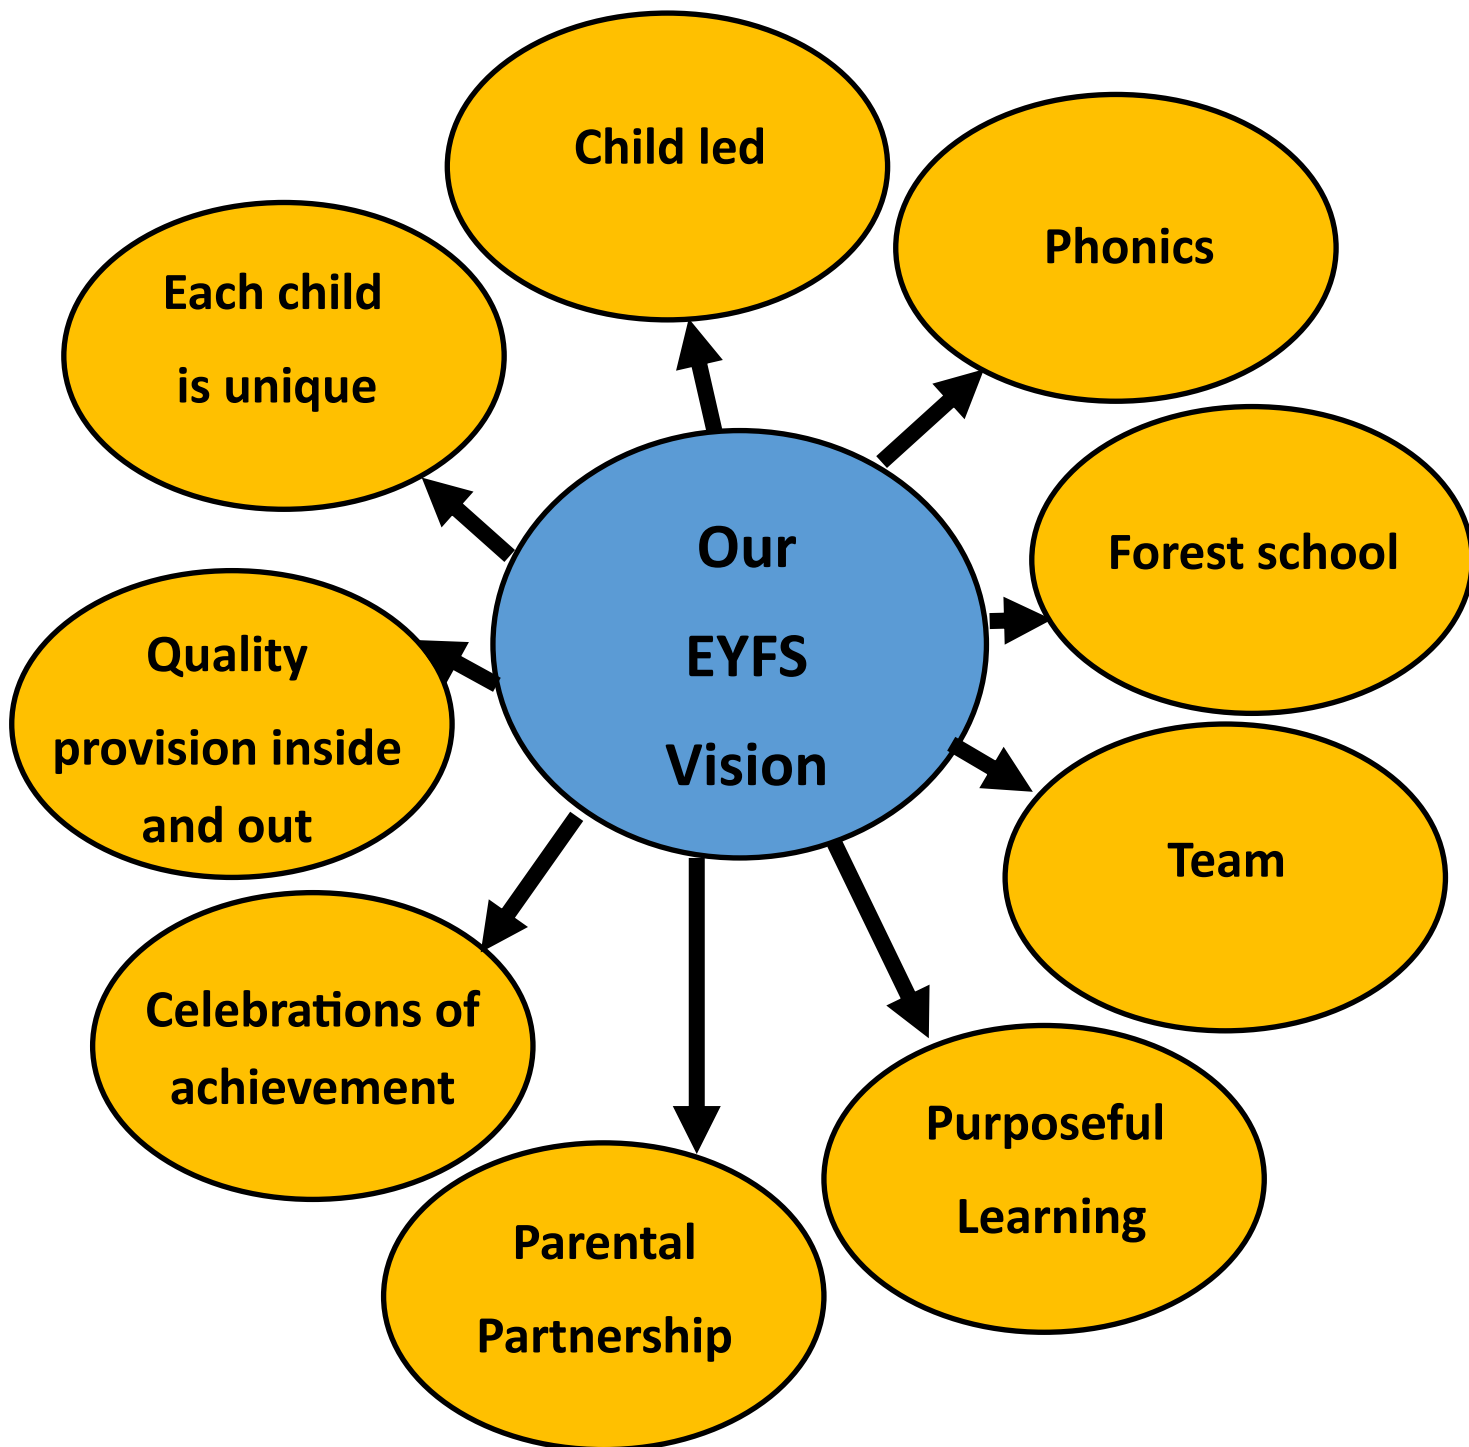 Child led
Phonics
Each child
is unique
Our
EYFS
Vision
Forest school
Quality
provision inside
and out
Team
Celebrations of
achievement
Purposeful
Learning
Parental
Partnership